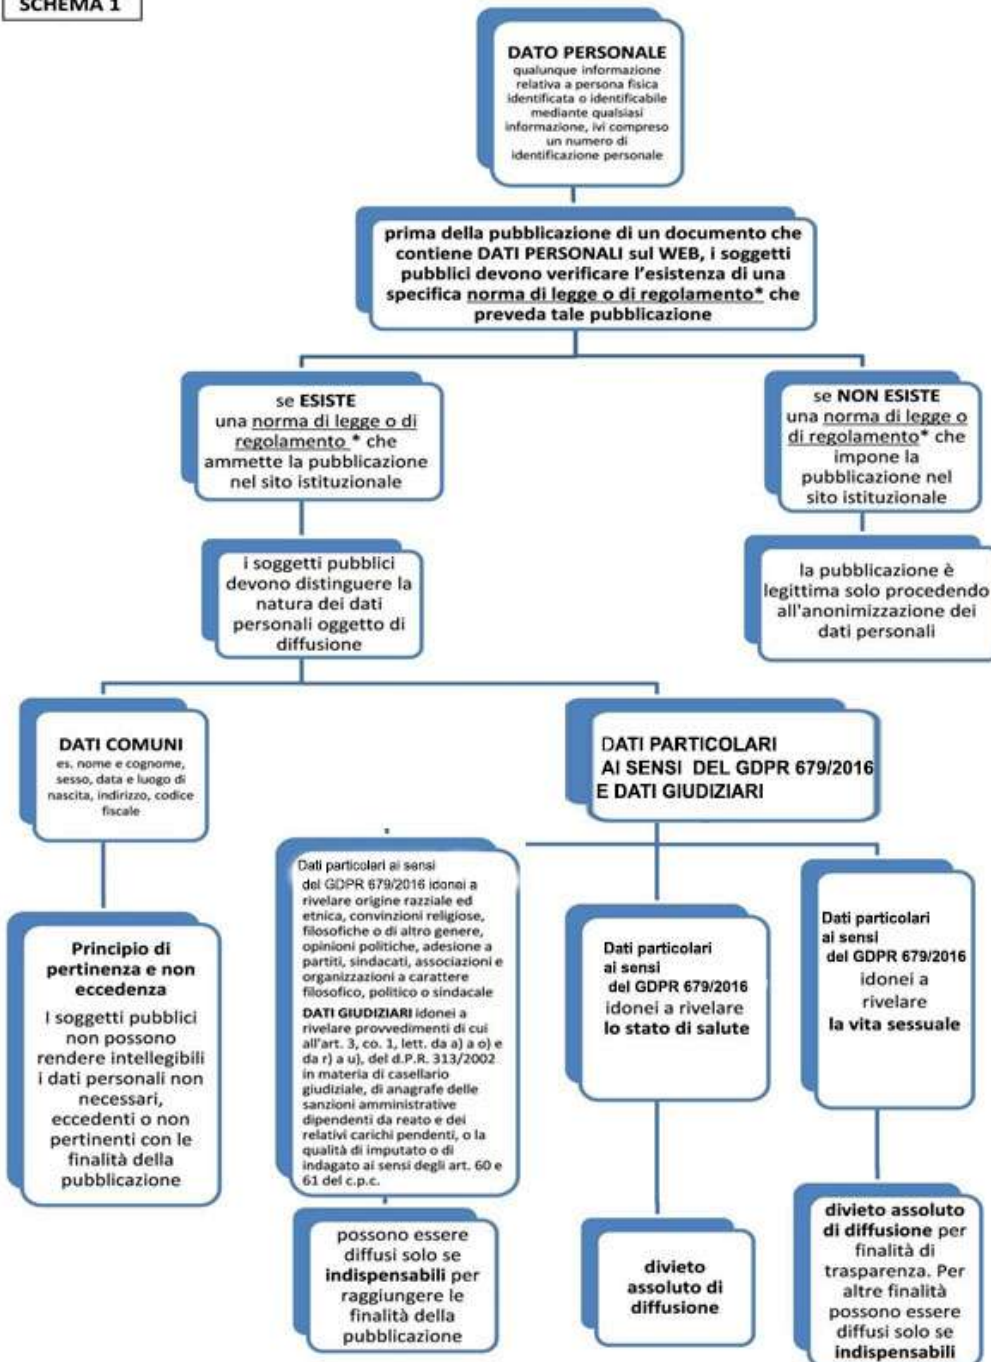 SCHEMA 1
DATO PERSONALE
qualunque informazione
relativa a persona fisica
identificata o identificabile
mediante qualsiasi
informazione, ivi compreso
un numero di
identificazione personale
prima della pubblicazione di un documento che
contiene DATI PERSONALI sul WEB, i soggetti
pubblici devono verificare l'esistenza di una
specifica norma di legge o di regolamento* che
preveda tale pubblicazione
se ESISTE
una norma di legge o di
regolamento * che
ammette la pubblicazione
nel sito istituzionale
se NON ESISTE
una norma di legge o
di regolamento* che
impone la
pubblicazione nel
sito istituzionale
i soggetti pubblici
devono distinguere la
natura dei dati
personali oggetto di
diffusione
la pubblicazione è
legittima solo procedendo
all'anonimizzazione dei
dati personali
DATI COMUNI
es. nome e cognome,
sesso, data e luogo di
nascita, indirizzo, codice
fiscale
DATI PARTICOLARI
AI SENSI DEL GDPR 679/2016
E DATI GIUDIZIARI
Principio di
pertinenza e non
eccedenza
I soggetti pubblici
non possono
rendere intellegibili
i dati personali non
necessari,
eccedenti o non
pertinenti con le
finalità della
pubblicazione
Dati particolari ai sensi
del GDPR 679/2016 idonei a
rivelare origine razziale ed
etnica, convinzioni religiose,
filosofiche o di altro genere,
opinioni politiche, adesione a
partiti, sindacati, associazioni e
organizzazioni a carattere
filosofico, politico o sindacale
DATI GIUDIZIARI idonei a
rivelare provvedimenti di cui
all'art. 3, co. 1, lett. da a) a o) e
da r) a u), del d.P.R. 313/2002
in materia di casellario
giudiziale, di anagrafe delle
sanzioni amministrative
dipendenti da reato e dei
relativi carichi pendenti, o la
qualità di imputato o di
indagato ai sensi degli art. 60 e
61 del c.p.c.
Dati particolari
ai sensi
del GDPR 679/2016
idonei a rivelare
lo stato di salute
Dati particolari
ai sensi
del GDPR 679/2016
idonei a
rivelare
la vita sessuale
possono essere
diffusi solo se
indispensabili per
raggiungere le
finalità della
pubblicazione
divieto
assoluto di
diffusione
divieto assoluto
di diffusione per
finalità di
trasparenza. Per
altre finalità
possono essere
diffusi solo se
indispensabili